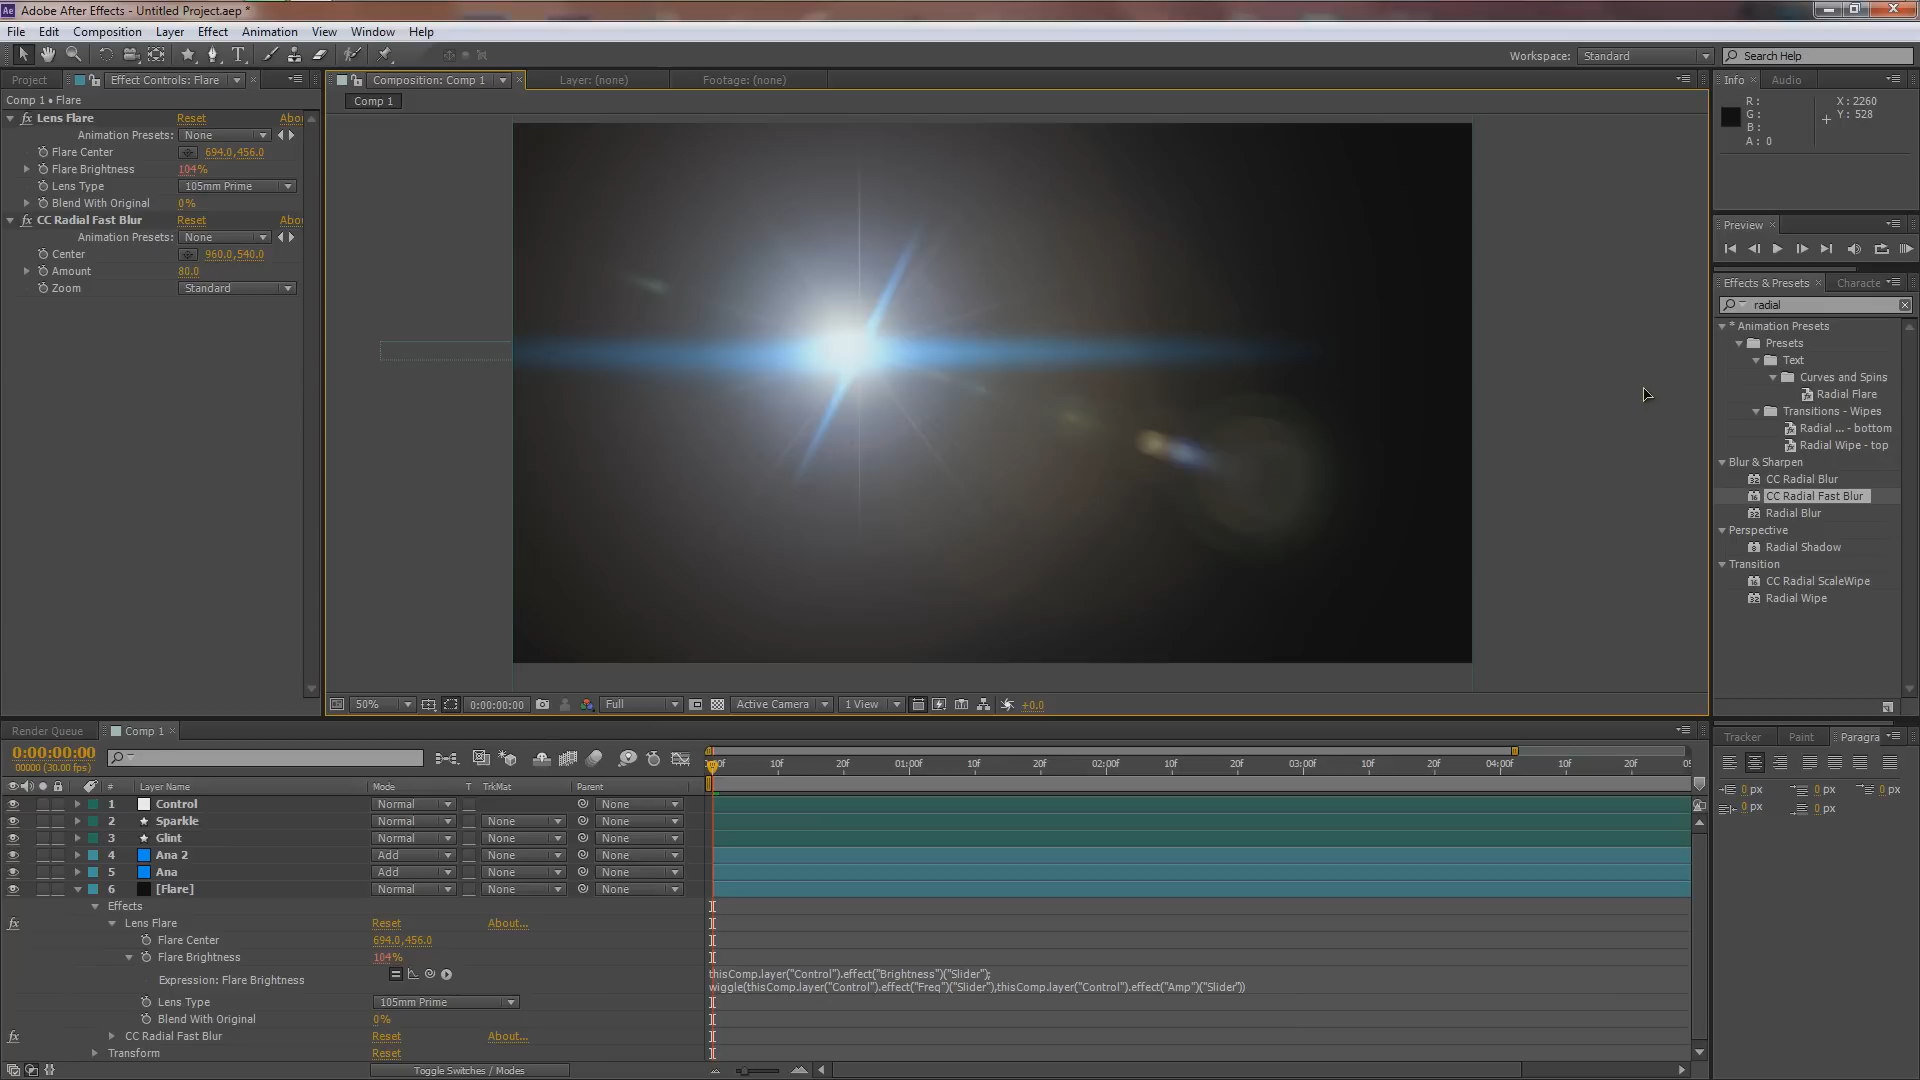 Ae Adobe After Effects - Untitled Project.aep *
File Edit Composition Layer Effect Animation View Window Help
Workspace: Standard Search Help
Project Effect Controls: Flare
Comp 1 • Flare
fx Lens Flare Reset Abou
Animation Presets: None
Flare Center 694.0,456.0
Flare Brightness 104%
Lens Type 105mm Prime
Blend With Original 0%
fx CC Radial Fast Blur Reset Abou
Animation Presets: None
Center 960.0,540.0
Amount 80.0
Zoom Standard
Composition: Comp 1 Layer: (none) Footage: (none)
Comp 1
50% 0:00:00:00 Full Active Camera 1 View +0.0
Info Audio
R: X: 2260
G: Y: 528
B:
A: 0
Preview
Effects & Presets Characte
radial
* Animation Presets
Presets
Text
Curves and Spins
Radial Flare
Transitions - Wipes
Radial ... - bottom
Radial Wipe - top
Blur & Sharpen
CC Radial Blur
CC Radial Fast Blur
Radial Blur
Perspective
Radial Shadow
Transition
CC Radial ScaleWipe
Radial Wipe
Render Queue Comp 1
0:00:00:00
00000 (30.00 fps)
10f 20f 01:00f 10f 20f 02:00f 10f 20f 03:00f 10f 20f 04:00f 10f 20f 05
# Layer Name Mode T TrkMat Parent
1 Control Normal None
2 Sparkle Normal None None
3 Glint Normal None None
4 Ana 2 Add None None
5 Ana Add None None
6 [Flare] Normal None None
Effects
fx Lens Flare Reset About...
Flare Center 694.0,456.0
Flare Brightness 104%
Expression: Flare Brightness
thisComp.layer("Control").effect("Brightness")("Slider");
wiggle(thisComp.layer("Control").effect("Freq")("Slider"),thisComp.layer("Control").effect("Amp")("Slider"))
Lens Type 105mm Prime
Blend With Original 0%
fx CC Radial Fast Blur Reset About...
Transform Reset
Toggle Switches / Modes
Tracker Paint Paragra
0 px 0 px 0 px
0 px 0 px